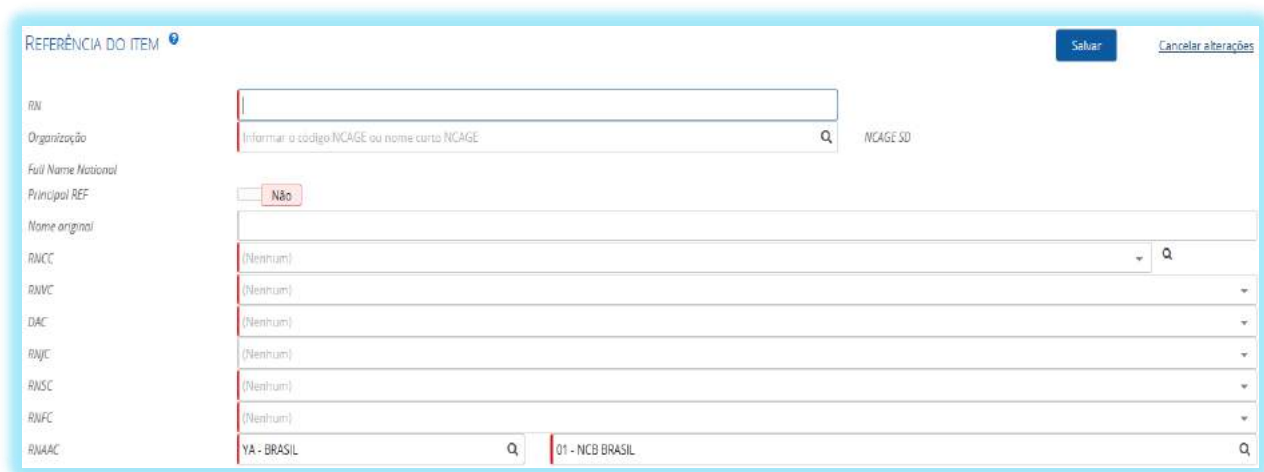 REFERÊNCIA DO ITEM ? Salvar Cancelar alterações
RN
Organização Informar o código NCAGE ou nome curto NCAGE NCAGE SD
Full Name National
Principal REF Não
Nome original
RNCC (Nenhum)
RNVC (Nenhum)
DAC (Nenhum)
RNJC (Nenhum)
RNSC (Nenhum)
RNFC (Nenhum)
RNAAC YA - BRASIL 01 - NCB BRASIL